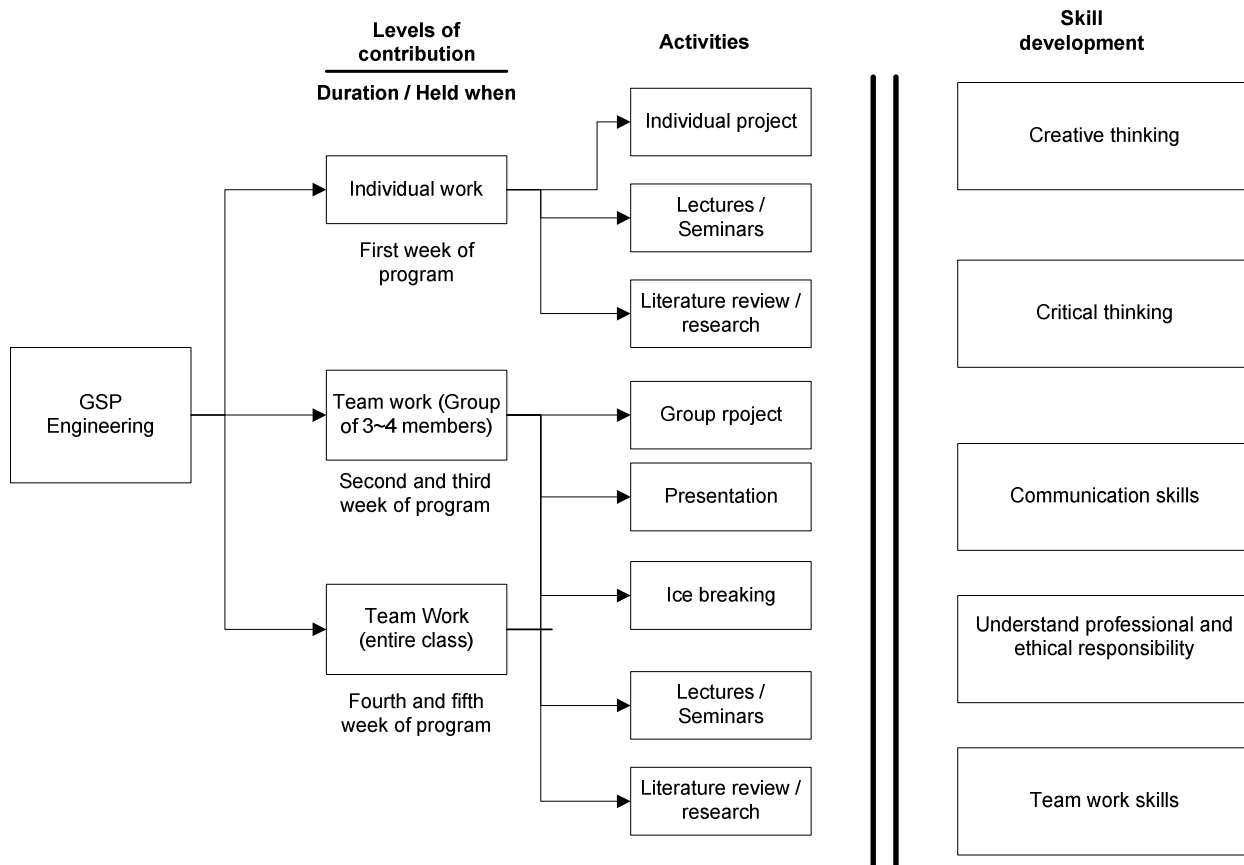 Levels of
contribution
Duration / Held when
Activities
Skill
development
GSP
Engineering
Individual work
First week of
program
Team work (Group
of 3~4 members)
Second and third
week of program
Team Work
(entire class)
Fourth and fifth
week of program
Individual project
Lectures /
Seminars
Literature review /
research
Group rpoject
Presentation
Ice breaking
Lectures /
Seminars
Literature review /
research
Creative thinking
Critical thinking
Communication skills
Understand professional and
ethical responsibility
Team work skills